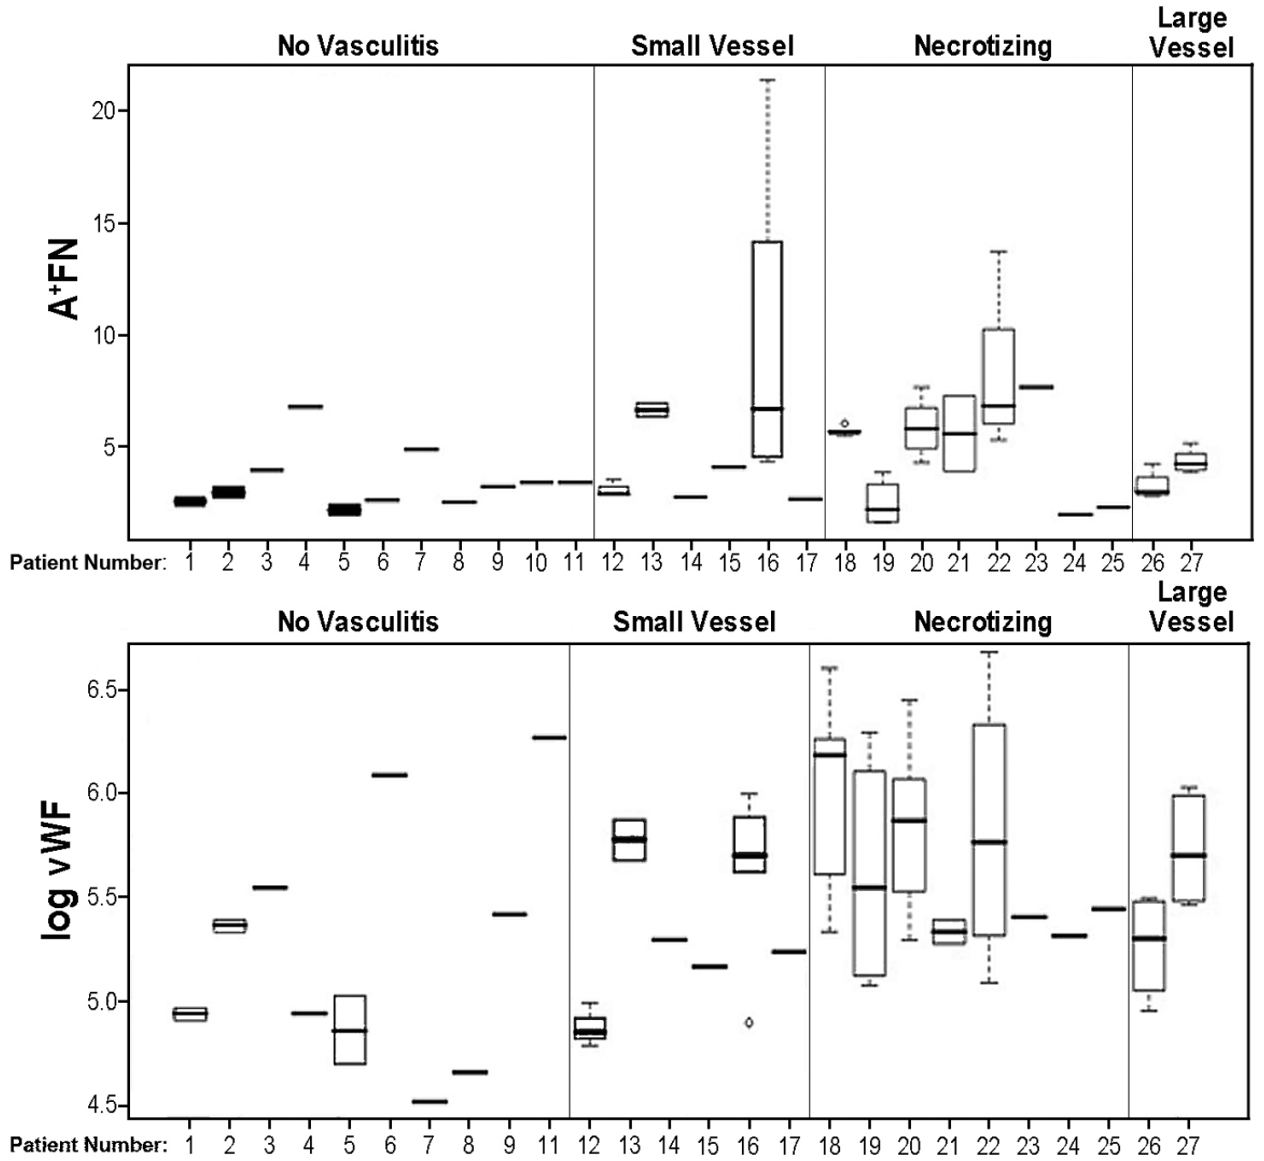 Large
No Vasculitis Small Vessel Necrotizing Vessel
20
15
A+FN
10
5
Patient Number: 1 2 3 4 5 6 7 8 9 10 11 12 13 14 15 16 17 18 19 20 21 22 23 24 25 26 27
Large
No Vasculitis Small Vessel Necrotizing Vessel
6.5
6.0
log vWF
5.5
5.0
4.5
Patient Number: 1 2 3 4 5 6 7 8 9 11 12 13 14 15 16 17 18 19 20 21 22 23 24 25 26 27